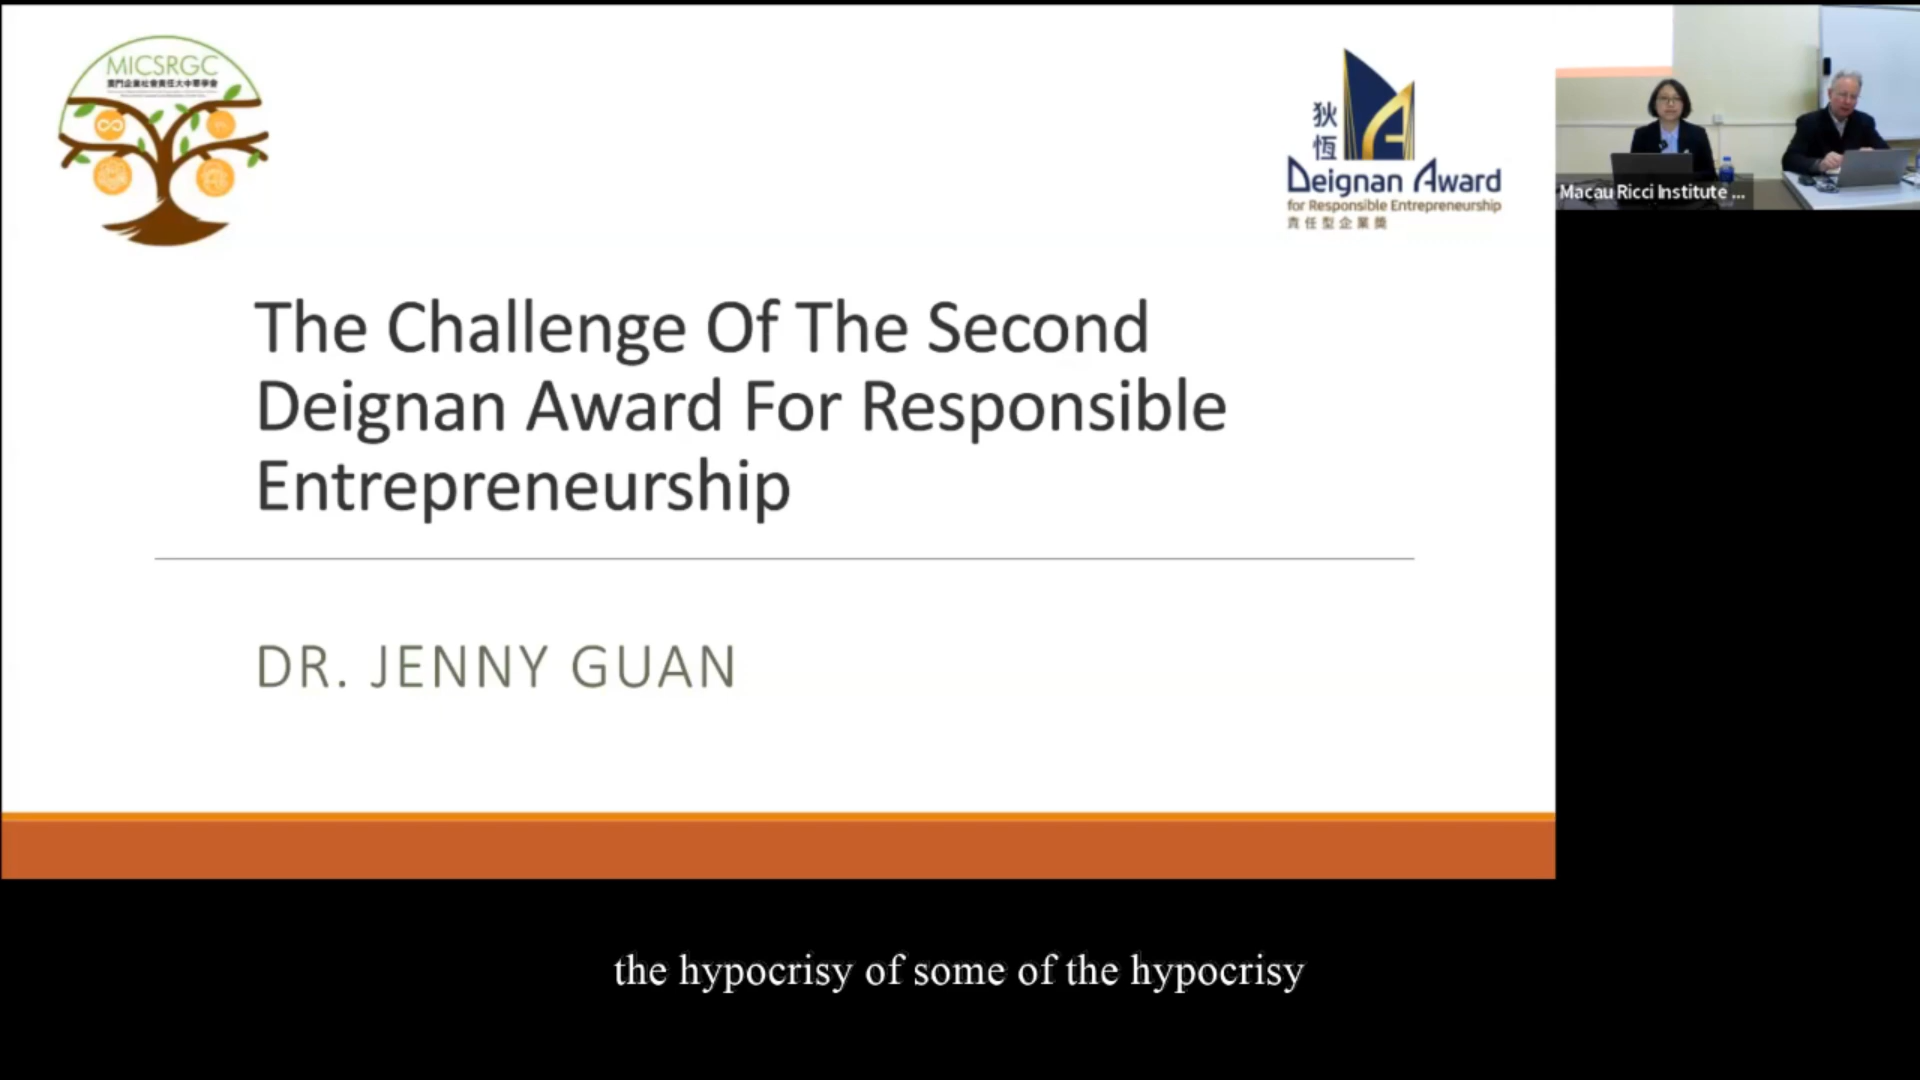 MICSRGC
澳門企業社會責任大中華學會
狄
恆
Deignan Award
for Responsible Entrepreneurship
責任型企業獎
Macau Ricci Institute ...
The Challenge Of The Second
Deignan Award For Responsible
Entrepreneurship
DR. JENNY GUAN
the hypocrisy of some of the hypocrisy